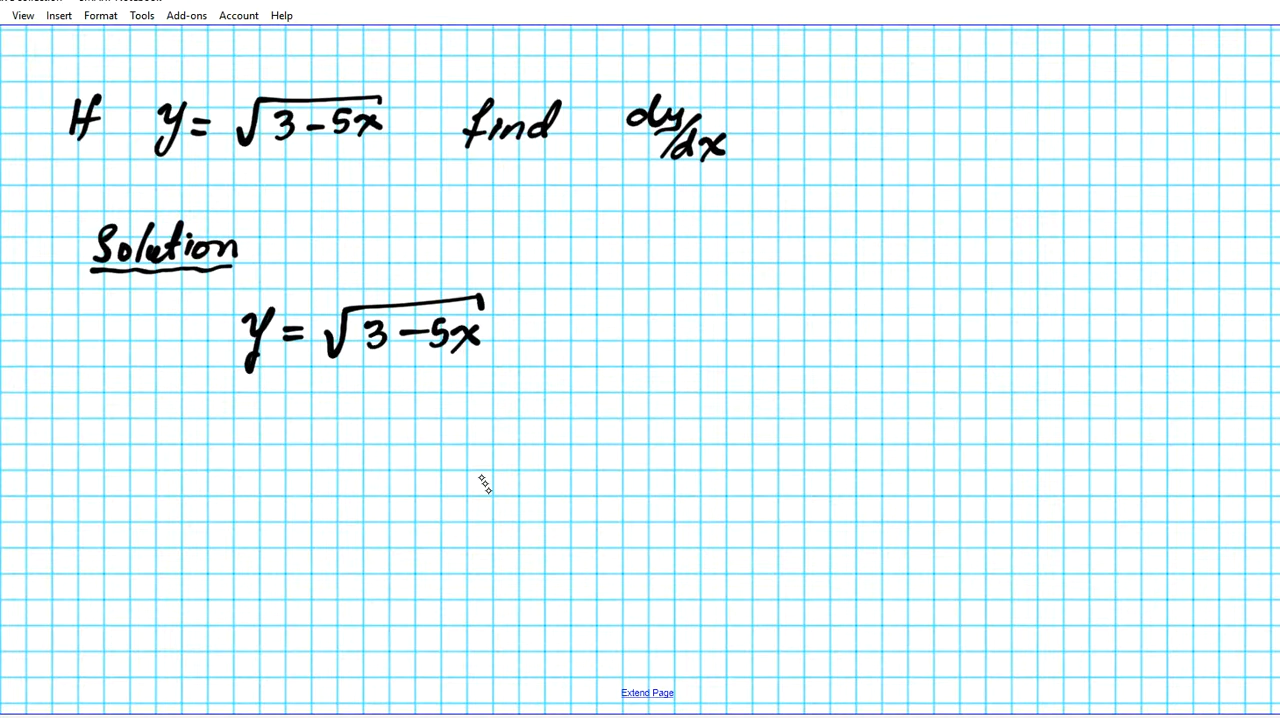 View Insert Format Tools Add-ons Account Help
If y = √3-5x find dy/dx
Solution
y = √3-5x
Extend Page